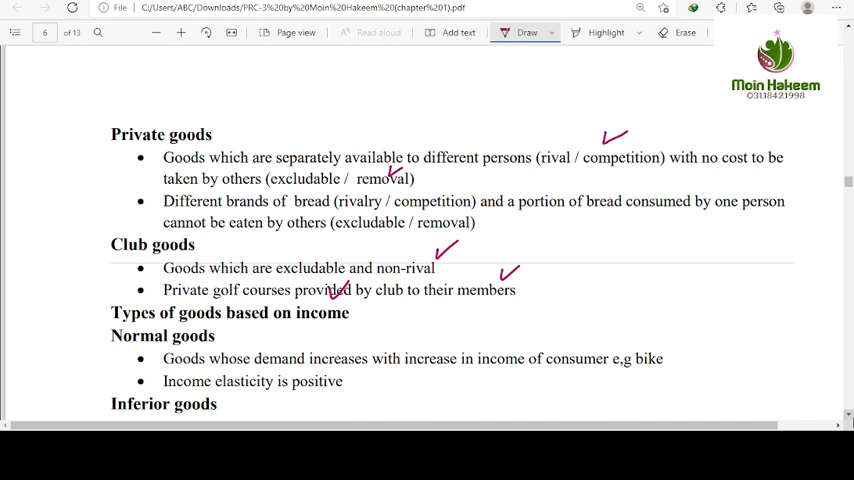 File | C:/Users/ABC/Downloads/PRC-3%20by%20Moin%20Hakeem%20(chapter%201).pdf
6 of 13 Page view Read aloud Add text Draw Highlight Erase
Moin Hakeem
03118421998
Private goods
• Goods which are separately available to different persons (rival / competition) with no cost to be
taken by others (excludable / removal)
• Different brands of bread (rivalry / competition) and a portion of bread consumed by one person
cannot be eaten by others (excludable / removal)
Club goods
• Goods which are excludable and non-rival
• Private golf courses provided by club to their members
Types of goods based on income
Normal goods
• Goods whose demand increases with increase in income of consumer e,g bike
• Income elasticity is positive
Inferior goods